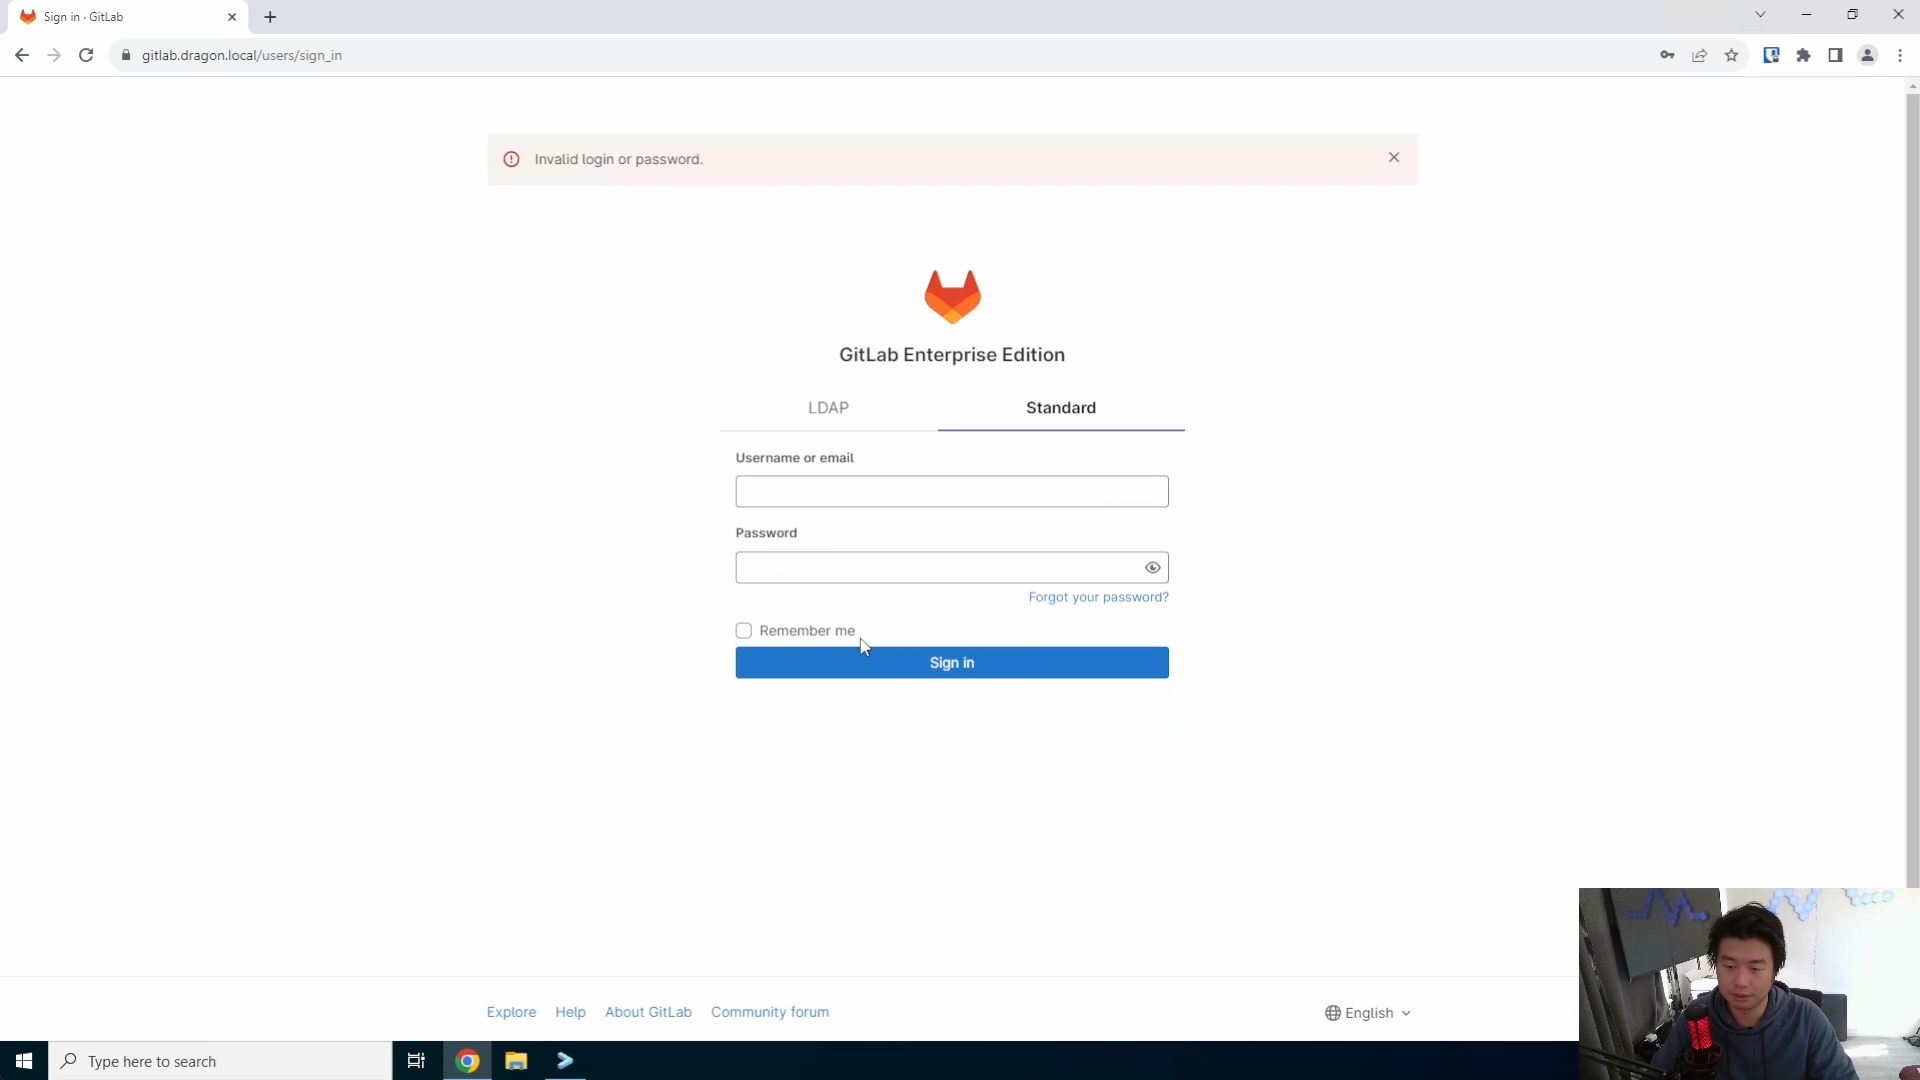 Sign in · GitLab
gitlab.dragon.local/users/sign_in
Invalid login or password.
GitLab Enterprise Edition
LDAP
Standard
Username or email
Password
Forgot your password?
Remember me
Sign in
Explore
Help
About GitLab
Community forum
English
Type here to search